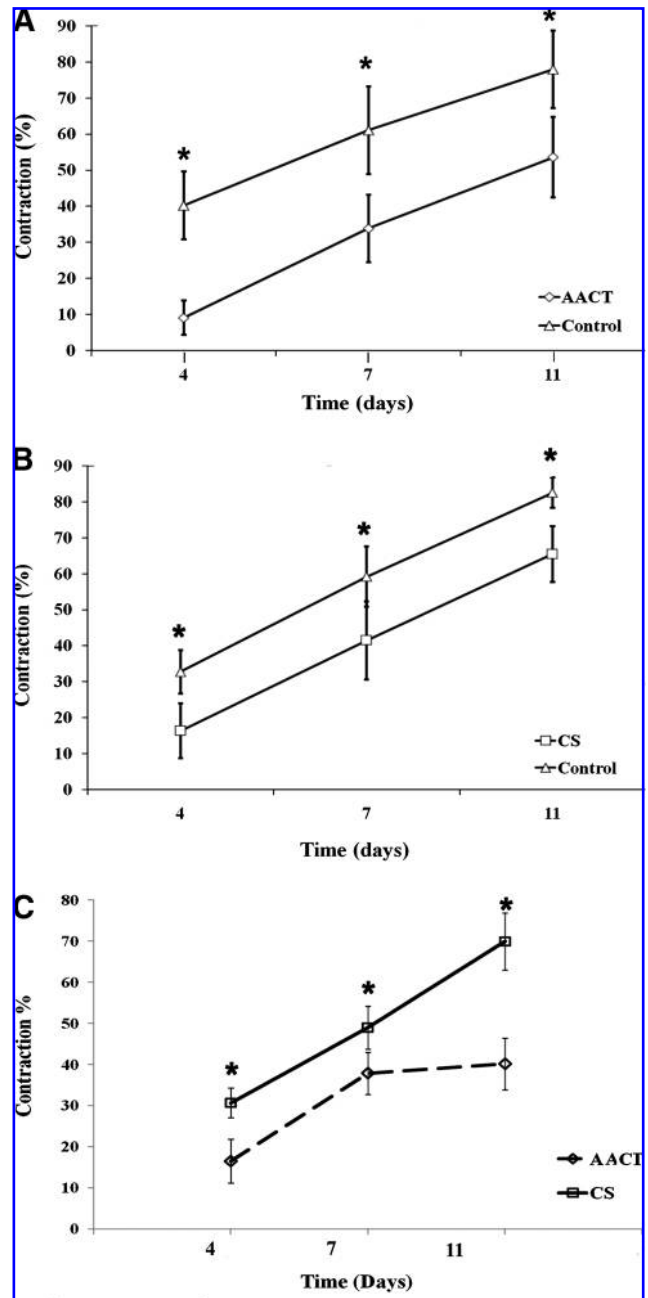 A
Contraction (%)
90
80
70
60
50
40
30
20
10
0
*
*
*
AACT
Control
4 7 11
Time (days)
B
Contraction (%)
90
80
70
60
50
40
30
20
10
0
*
*
*
CS
Control
4 7 11
Time (days)
C
Contraction %
80
70
60
50
40
30
20
10
0
*
*
*
AACT
CS
4 7 11
Time (Days)